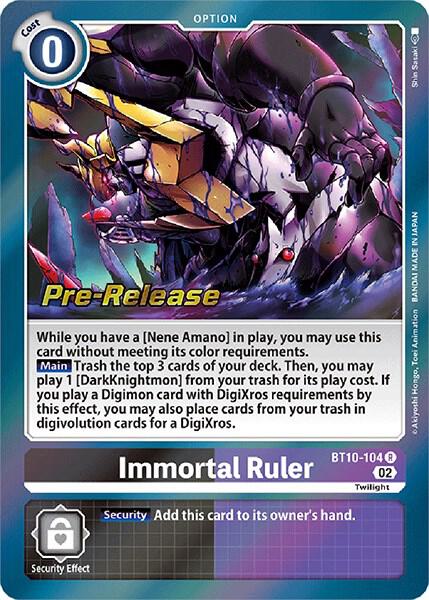 OPTION
Cost
0
Shin Sasaki
Pre-Release
While you have a [Nene Amano] in play, you may use this
card without meeting its color requirements.
Main Trash the top 3 cards of your deck. Then, you may
play 1 [DarkKnightmon] from your trash for its play cost. If
you play a Digimon card with DigiXros requirements by
this effect, you may also place cards from your trash in
digivolution cards for a DigiXros.
©Akiyoshi Hongo, Toei Animation BANDAI MADE IN JAPAN
Immortal Ruler
BT10-104 R
02
Twilight
Security Add this card to its owner's hand.
Security Effect